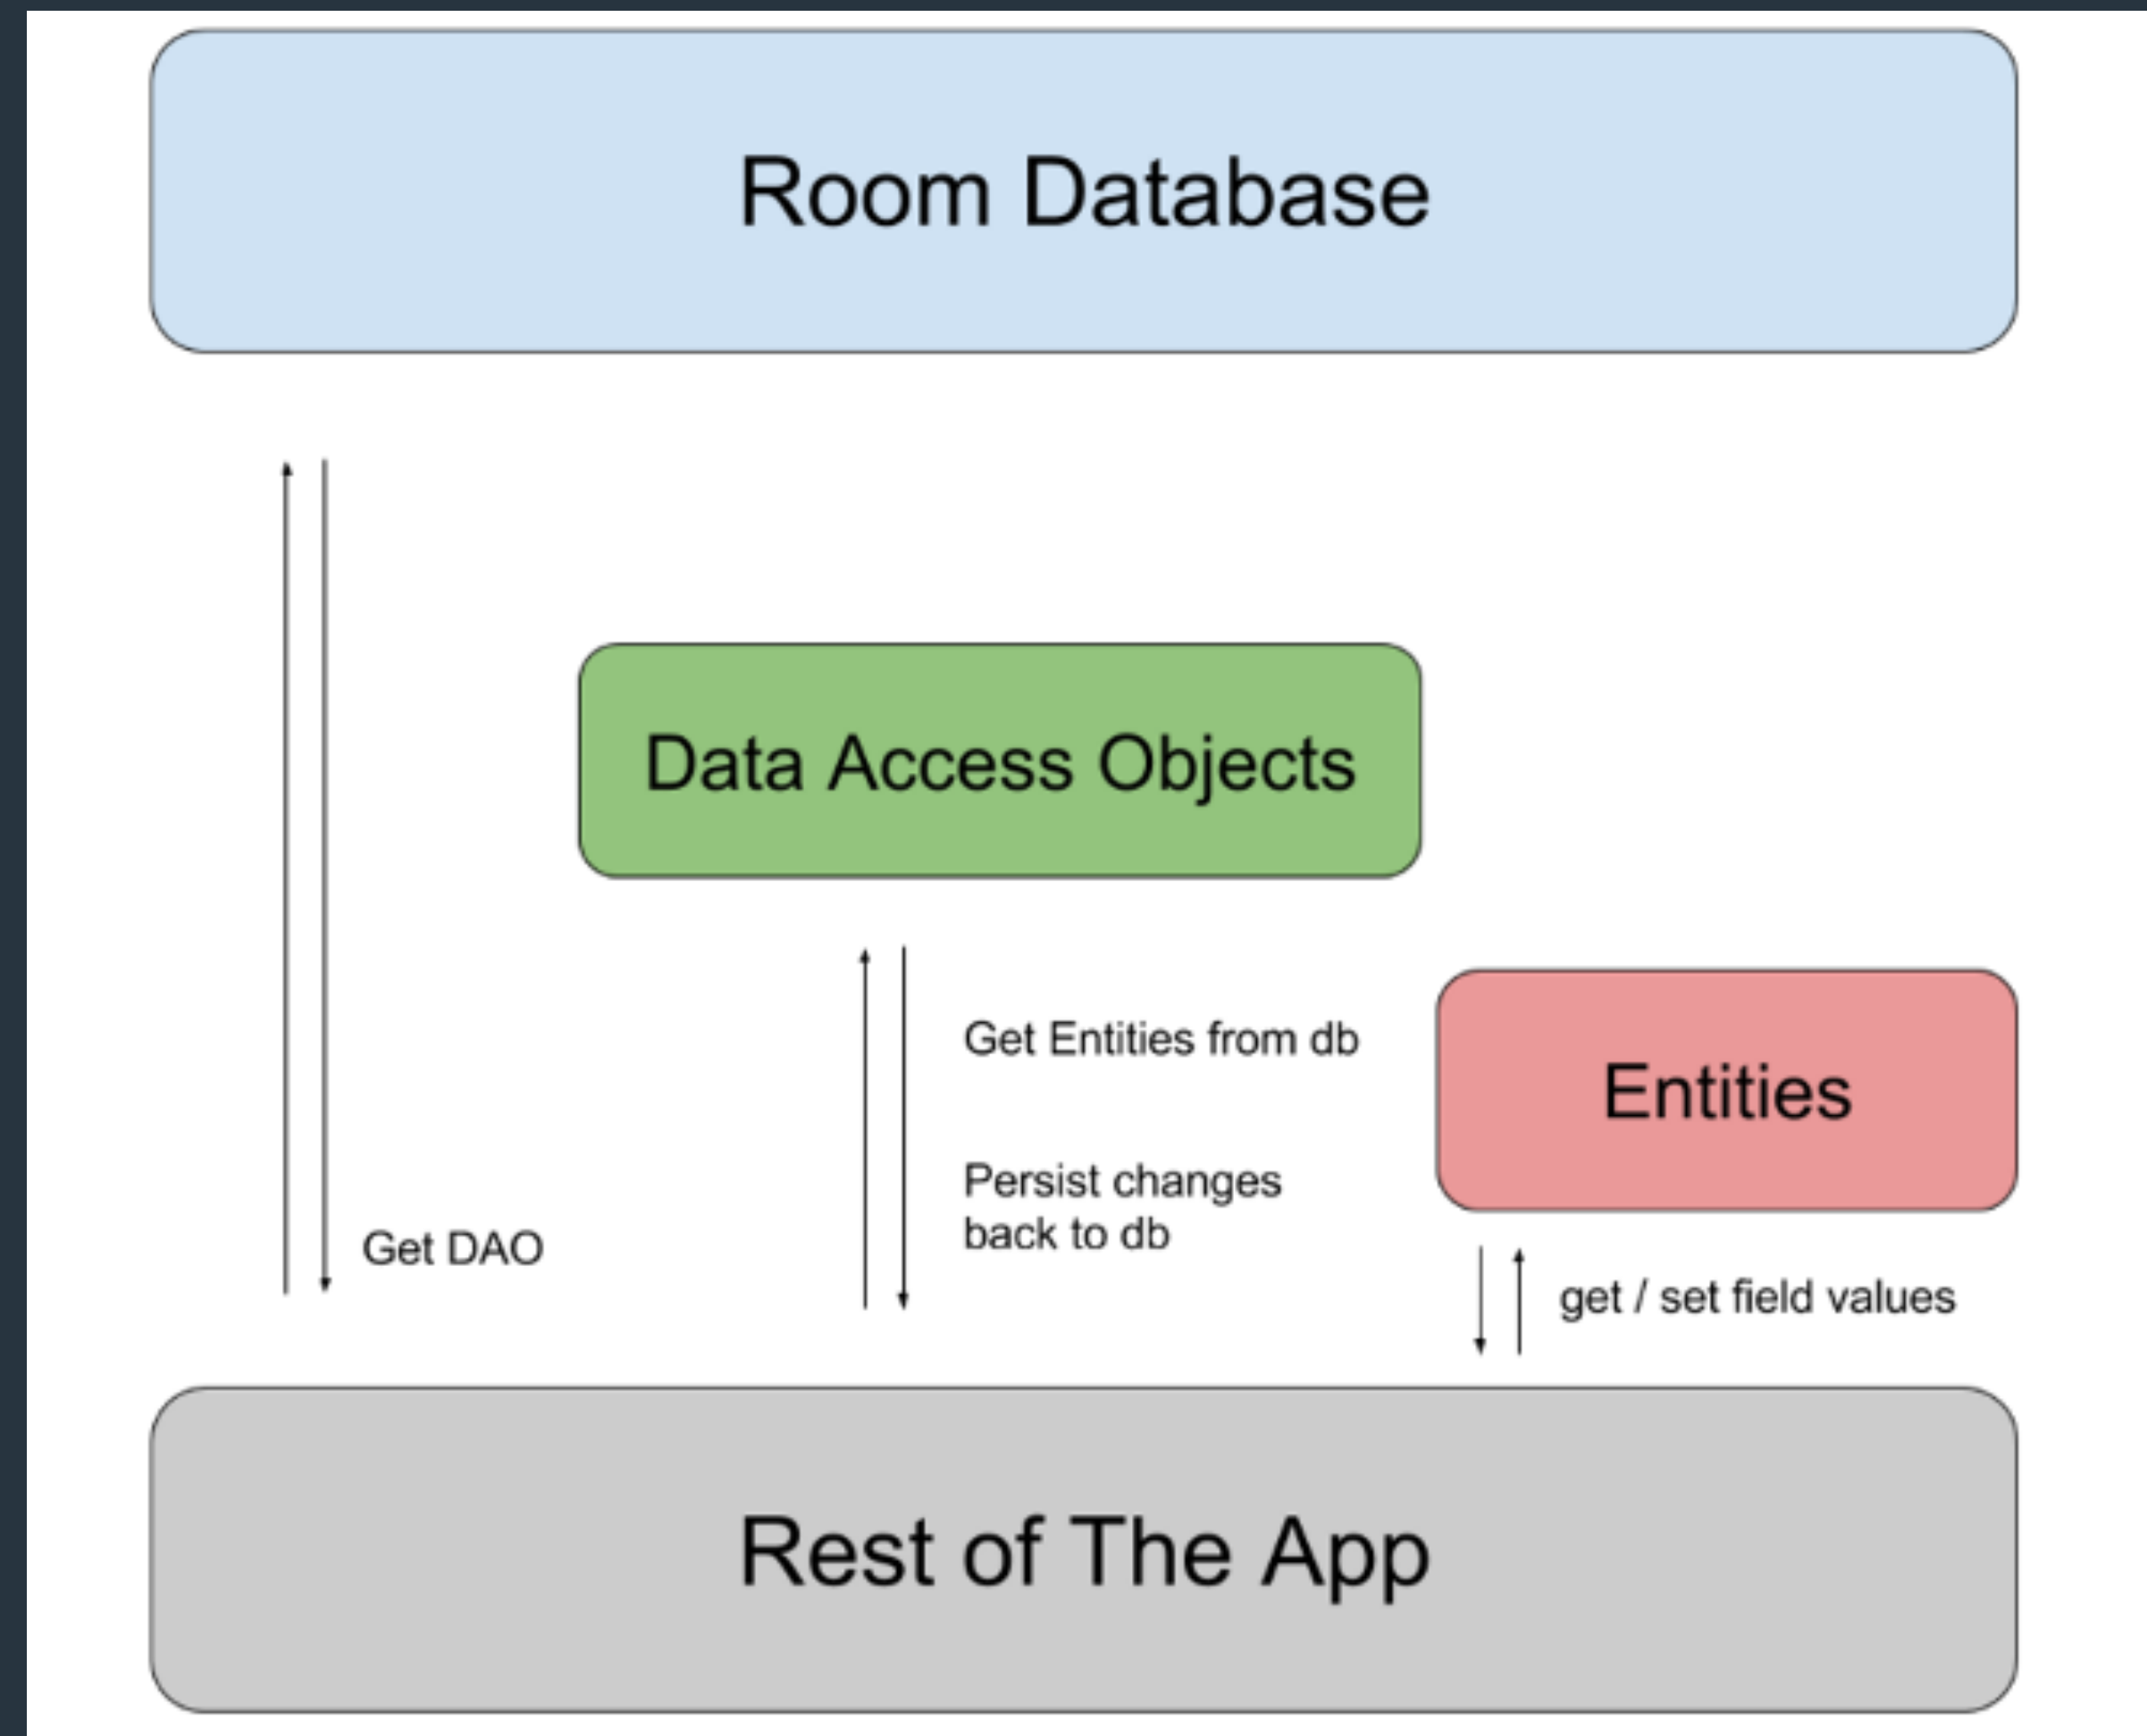 Room Database
Data Access Objects
Get Entities from db
Entities
Persist changes
back to db
Get DAO
get / set field values
Rest of The App